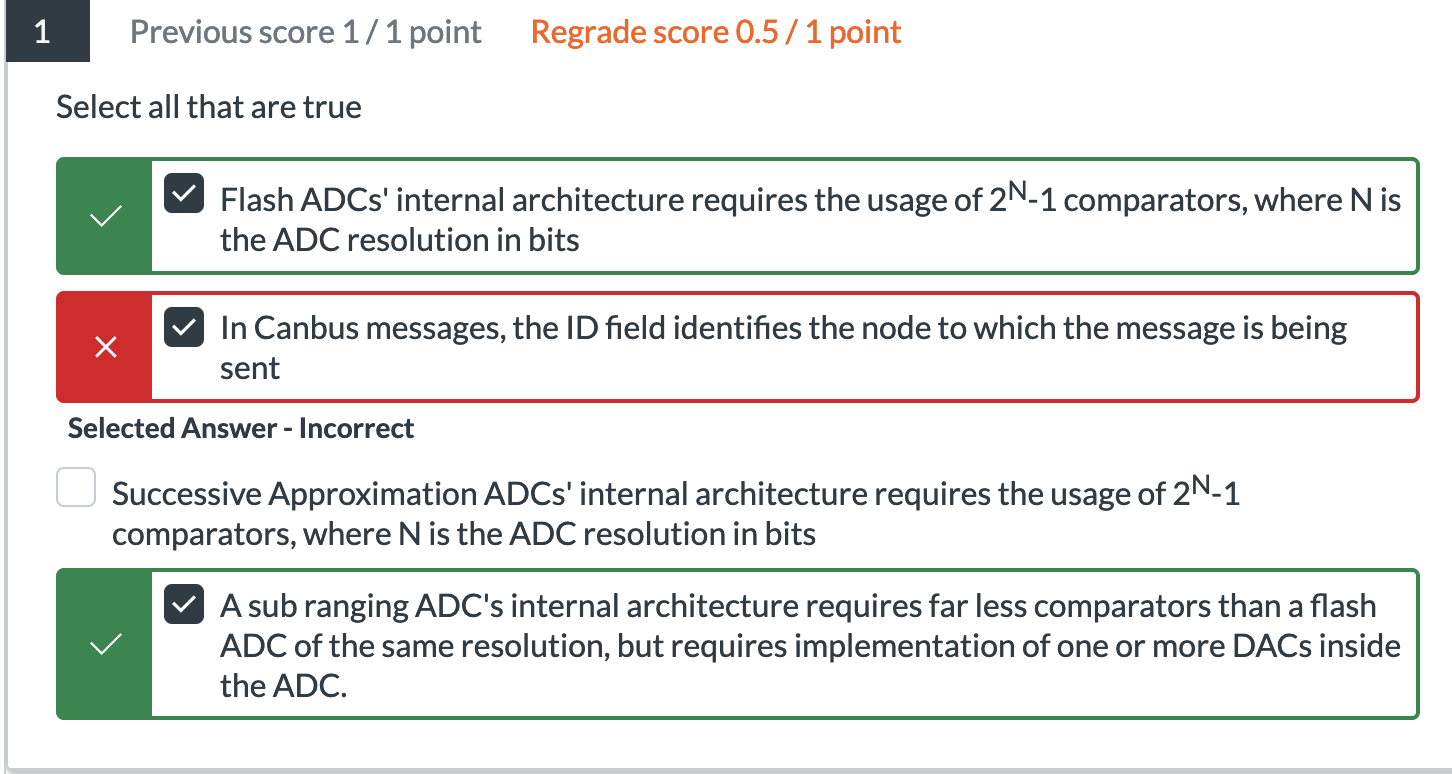 1 Previous score 1 / 1 point Regrade score 0.5 / 1 point
Select all that are true
Flash ADCs' internal architecture requires the usage of 2^N-1 comparators, where N is
the ADC resolution in bits
In Canbus messages, the ID field identifies the node to which the message is being
sent
Selected Answer - Incorrect
Successive Approximation ADCs' internal architecture requires the usage of 2^N-1
comparators, where N is the ADC resolution in bits
A sub ranging ADC's internal architecture requires far less comparators than a flash
ADC of the same resolution, but requires implementation of one or more DACs inside
the ADC.